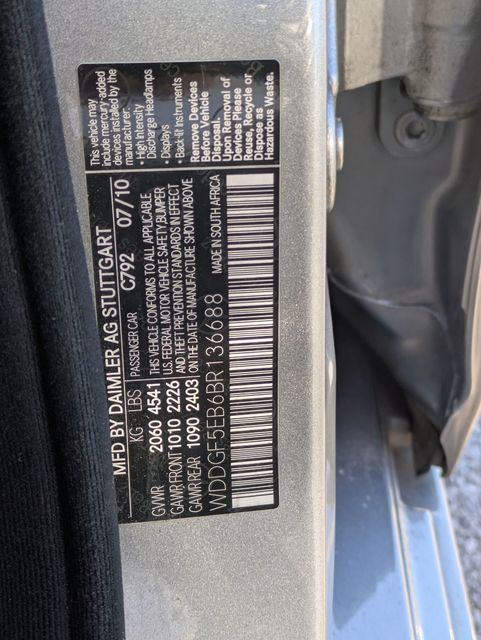 MFD BY DAIMLER AG STUTTGART
PASSENGER CAR C792 07/10
KG LBS
GVWR 2060 4541
GAWR FRONT 1010 2226
GAWR REAR 1090 2403
THIS VEHICLE CONFORMS TO ALL APPLICABLE
U.S. FEDERAL MOTOR VEHICLE SAFETY, BUMPER
AND THEFT PREVENTION STANDARDS IN EFFECT
ON THE DATE OF MANUFACTURE SHOWN ABOVE
WDDGF5EB6BR136688
MADE IN SOUTH AFRICA
This vehicle may
include mercury-added
devices installed by the
manufacturer:
• High Intensity
Discharge Headlamps
• Displays
• Back-lit Instruments
Remove Devices
Before Vehicle
Disposal.
Upon Removal of
Devices Please
Reuse, Recycle or
Dispose as
Hazardous Waste.